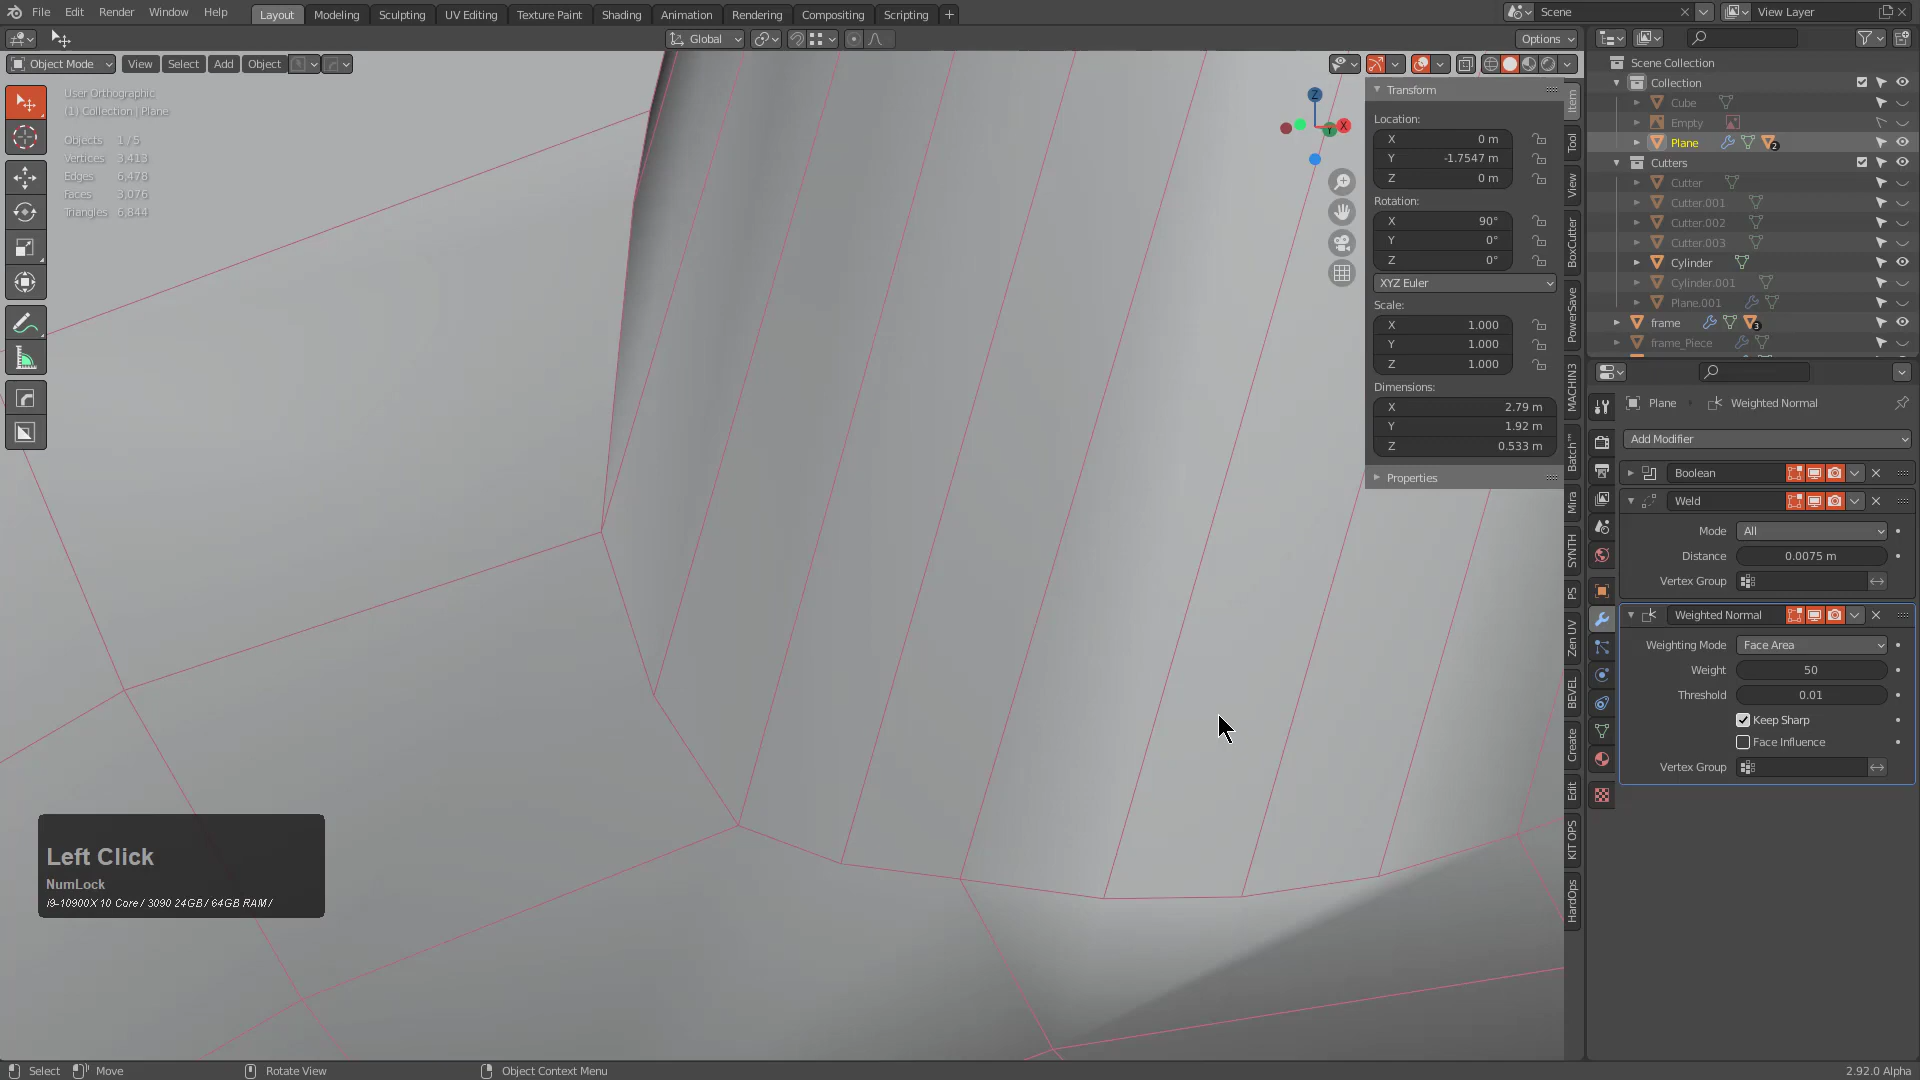 File Edit Render Window Help Layout Modeling Sculpting UV Editing Texture Paint Shading Animation Rendering Compositing Scripting + Scene View Layer
Global Options
Object Mode View Select Add Object
User Orthographic
(1) Collection | Plane
Objects 1/5
Vertices 3,413
Edges 6,478
Faces 3,076
Triangles 6,844
Z
X
Y
Transform
Location:
X 0 m
Y -1.7547 m
Z 0 m
Rotation:
X 90°
Y 0°
Z 0°
XYZ Euler
Scale:
X 1.000
Y 1.000
Z 1.000
Dimensions:
X 2.79 m
Y 1.92 m
Z 0.533 m
Properties
Item
Tool
View
BoxCutter
PowerSave
MACHIN3
Batch™
Mira
SYNTH
PS
Zen UV
BEVEL
Create
Edit
KIT OPS
HardOps
Scene Collection
Collection
Cube
Empty
Plane 2
Cutters
Cutter
Cutter.001
Cutter.002
Cutter.003
Cylinder
Cylinder.001
Plane.001
frame 3
frame_Piece
Plane Weighted Normal
Add Modifier
Boolean
Weld
Mode All
Distance 0.0075 m
Vertex Group
Weighted Normal
Weighting Mode Face Area
Weight 50
Threshold 0.01
Keep Sharp
Face Influence
Vertex Group
Left Click
NumLock
i9-10900X 10 Core / 3090 24GB / 64GB RAM /
Select Move Rotate View Object Context Menu 2.92.0 Alpha